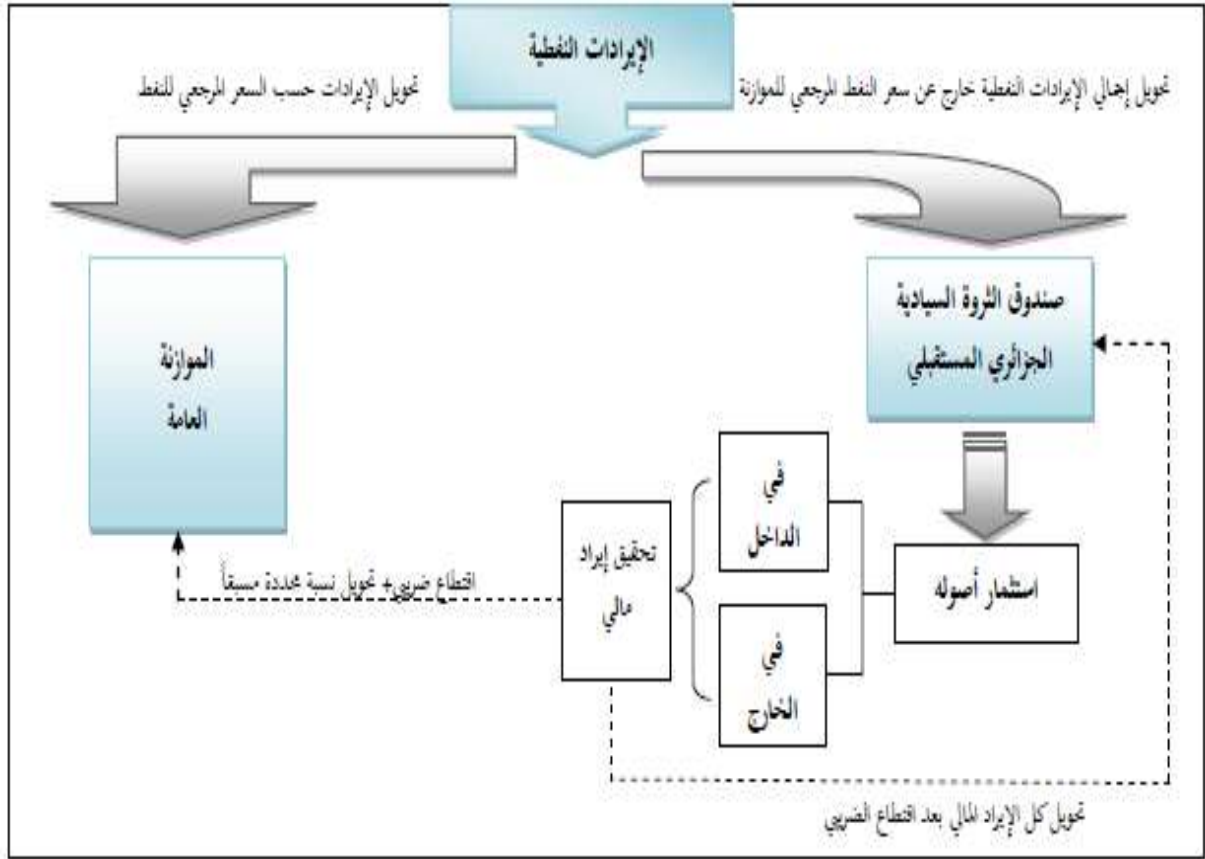 الإيرادات النفطية
تحويل إجمالي الإيرادات النفطية خارج عن سعر النفط المرجعي للموازنة
تحويل الإيرادات حسب السعر المرجعي للنفط
صندوق الثروة السيادية
الجزائري المستقبلي
الموازنة
العامة
في
الداخل
استثمار أصوله
تحقيق إيراد
مالي
اقتطاع ضريبي+ تحويل نسبة محددة مسبقاً
في
الخارج
تحويل كل الإيراد المالي بعد اقتطاع الضريبي